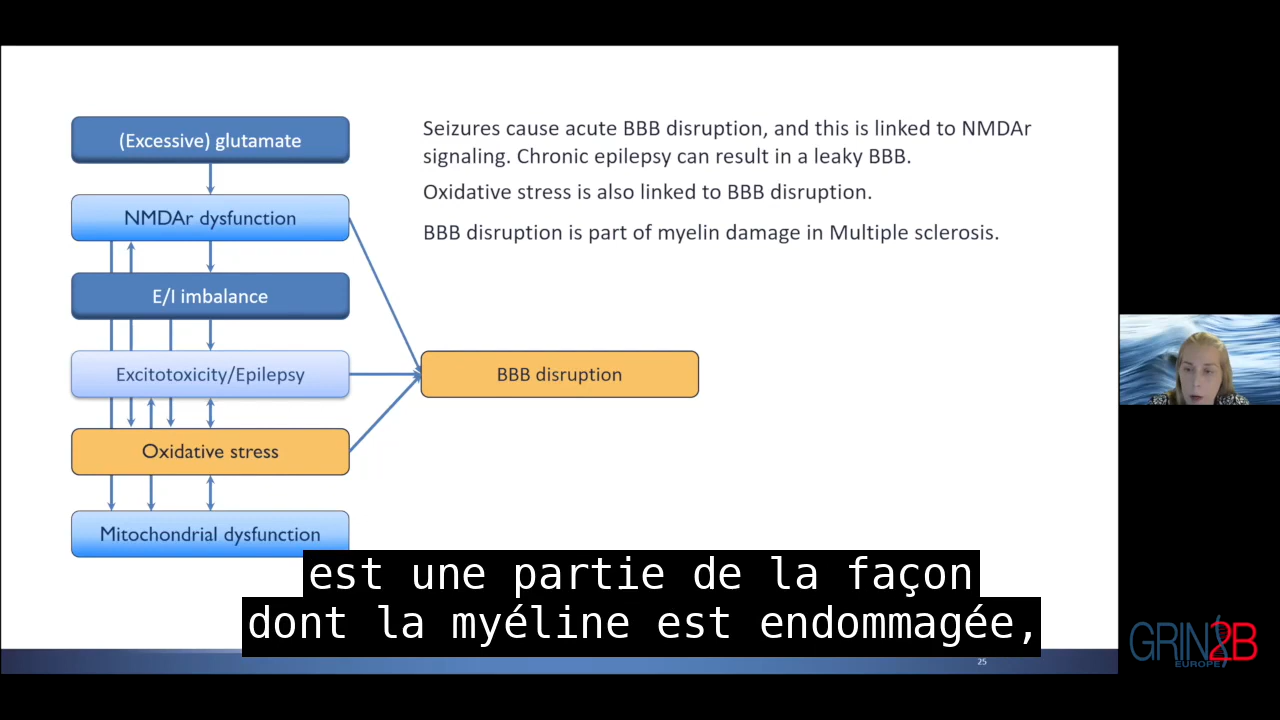 (Excessive) glutamate
NMDAr dysfunction
E/I imbalance
Excitotoxicity/Epilepsy
Oxidative stress
Mitochondrial dysfunction
Seizures cause acute BBB disruption, and this is linked to NMDAr
signaling. Chronic epilepsy can result in a leaky BBB.
Oxidative stress is also linked to BBB disruption.
BBB disruption is part of myelin damage in Multiple sclerosis.
BBB disruption
est une partie de la façon
dont la myéline est endommagée,
25
GRIN2B
EUROPE